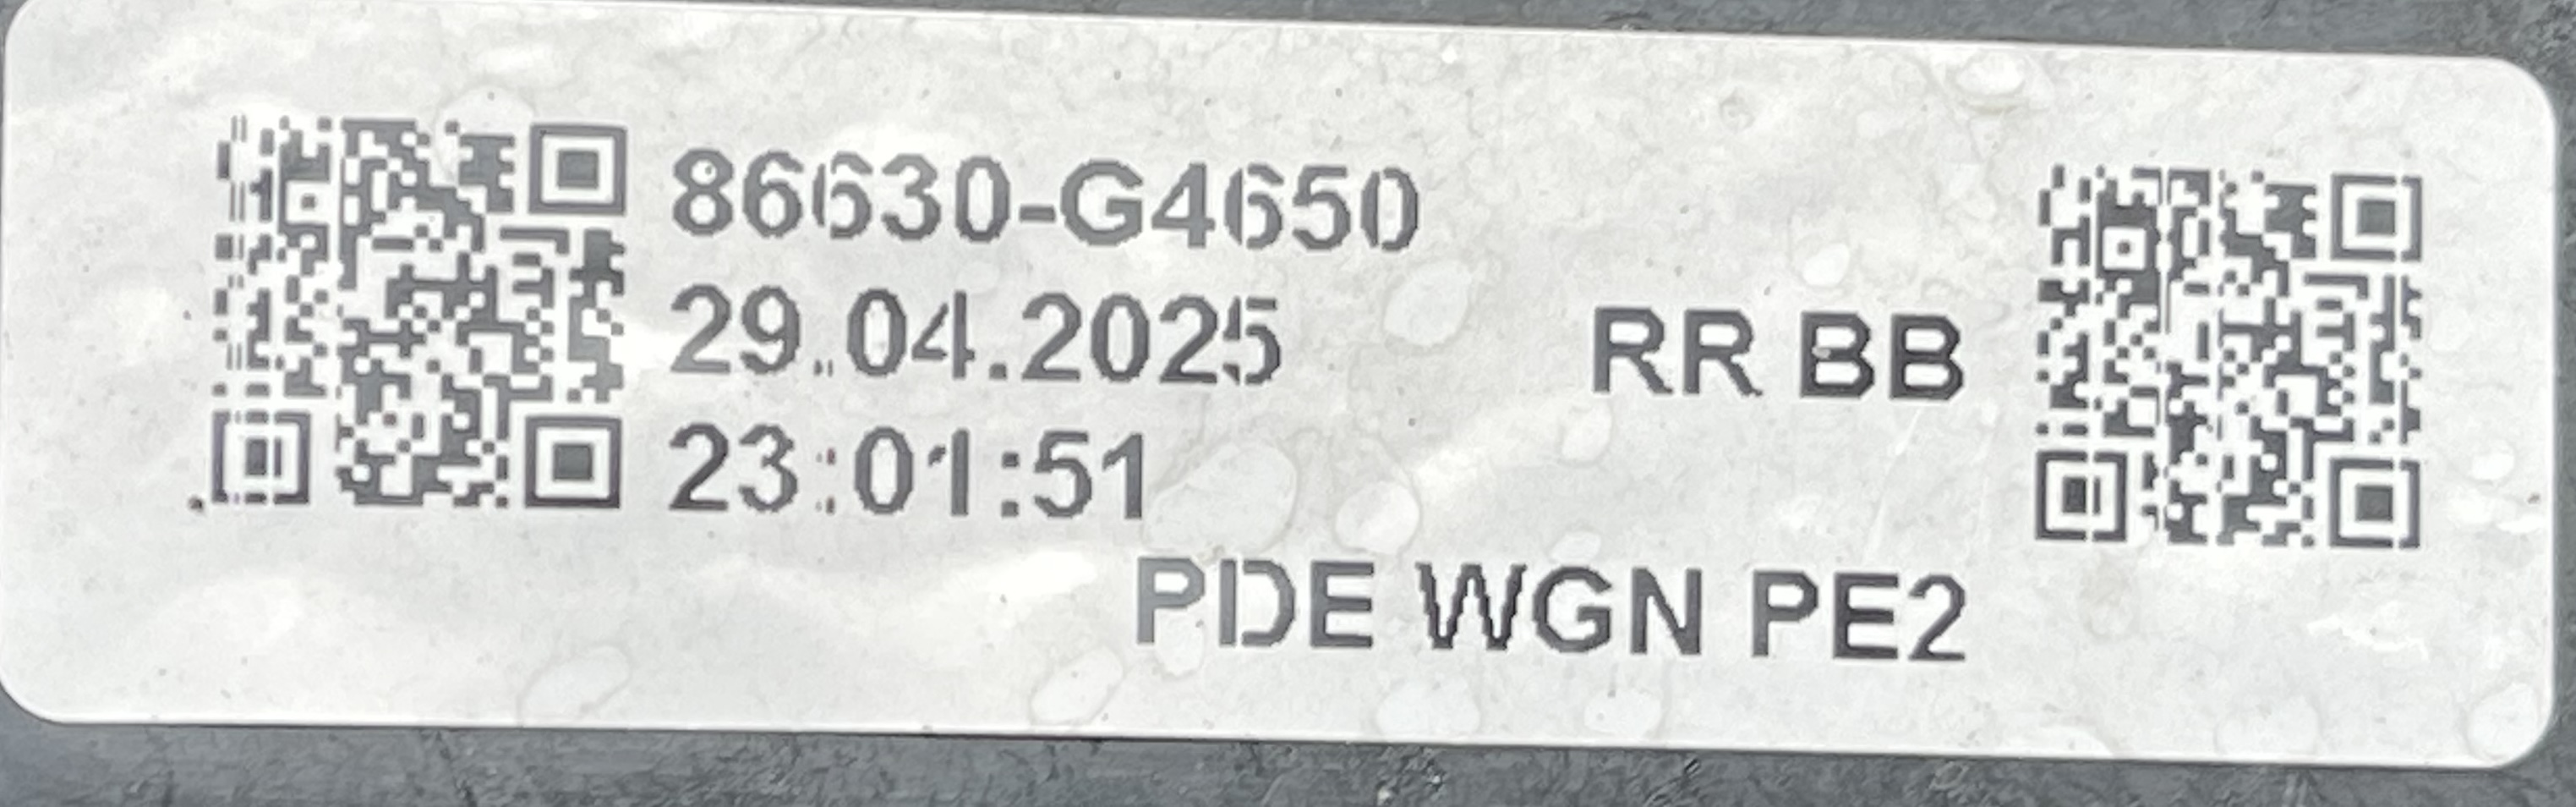 86630-G4650
29.04.2025
RR BB
23:01:51
PDE WGN PE2